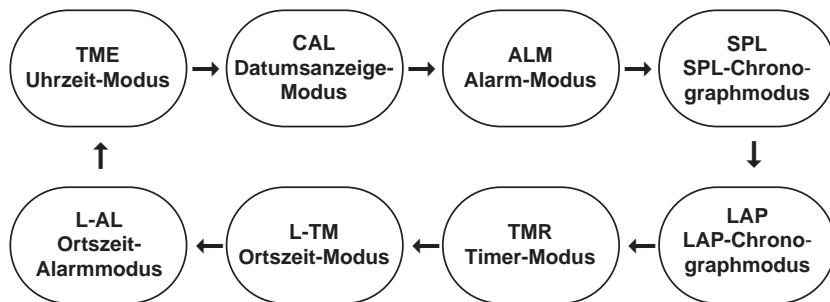 TME
Uhrzeit-Modus
CAL
Datumsanzeige-
Modus
ALM
Alarm-Modus
SPL
SPL-Chrono-
graphmodus
L-AL
Ortszeit-
Alarmmodus
L-TM
Ortszeit-Modus
TMR
Timer-Modus
LAP
LAP-Chrono-
graphmodus